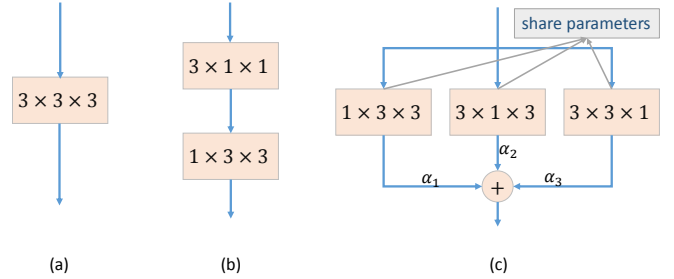 share parameters
3 × 3 × 3
3 × 1 × 1
1 × 3 × 3
1 × 3 × 3
3 × 1 × 3
3 × 3 × 1
α₂
α₁
α₃
+
(a)
(b)
(c)